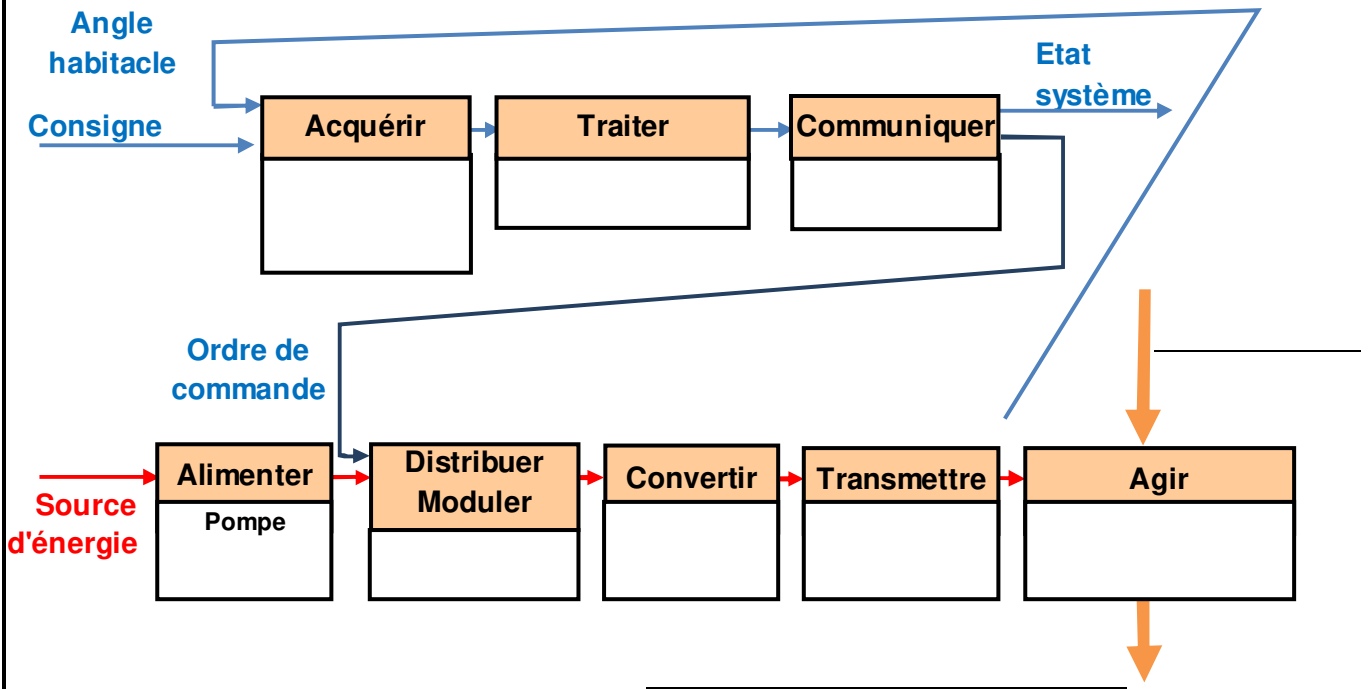 Angle
habitacle
Etat
système
Consigne
Acquérir
Traiter
Communiquer
Ordre de
commande
Alimenter
Distribuer
Moduler
Convertir
Transmettre
Agir
Source
d'énergie
Pompe